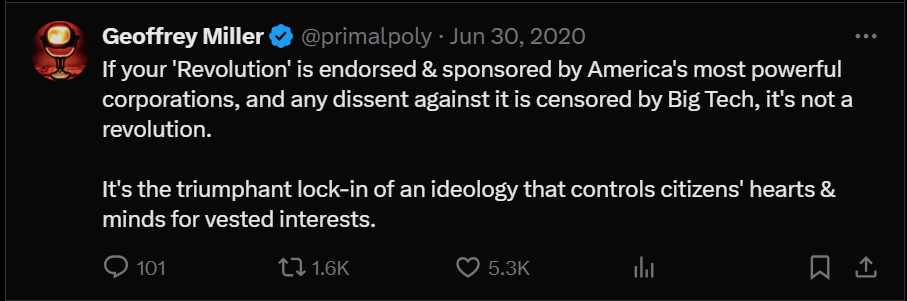 Geoffrey Miller @primalpoly · Jun 30, 2020
If your 'Revolution' is endorsed & sponsored by America's most powerful
corporations, and any dissent against it is censored by Big Tech, it's not a
revolution.
It's the triumphant lock-in of an ideology that controls citizens' hearts &
minds for vested interests.
101 1.6K 5.3K